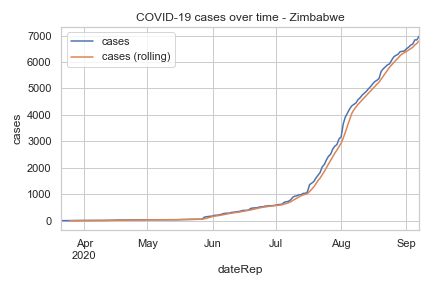 COVID-19 cases over time - Zimbabwe
cases
cases (rolling)
7000
6000
5000
4000
3000
2000
1000
0
cases
Apr
2020
May
Jun
Jul
Aug
Sep
dateRep